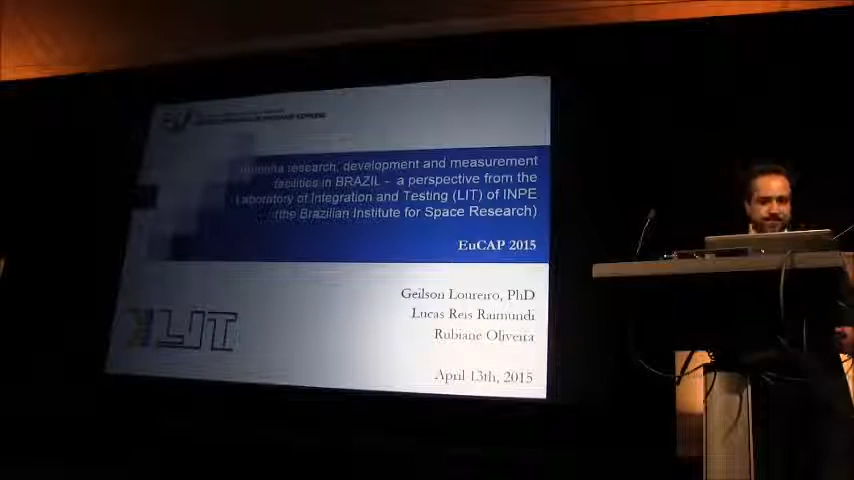 research, development and measurement
facilities in BRAZIL - a perspective from the
Laboratory of Integration and Testing (LIT) of INPE
(the Brazilian Institute for Space Research)
EuCAP 2015
Geilson Loureiro, PhD
Lucas Reis Raimundi
Rubiane Oliveira
April 13th, 2015
LIT